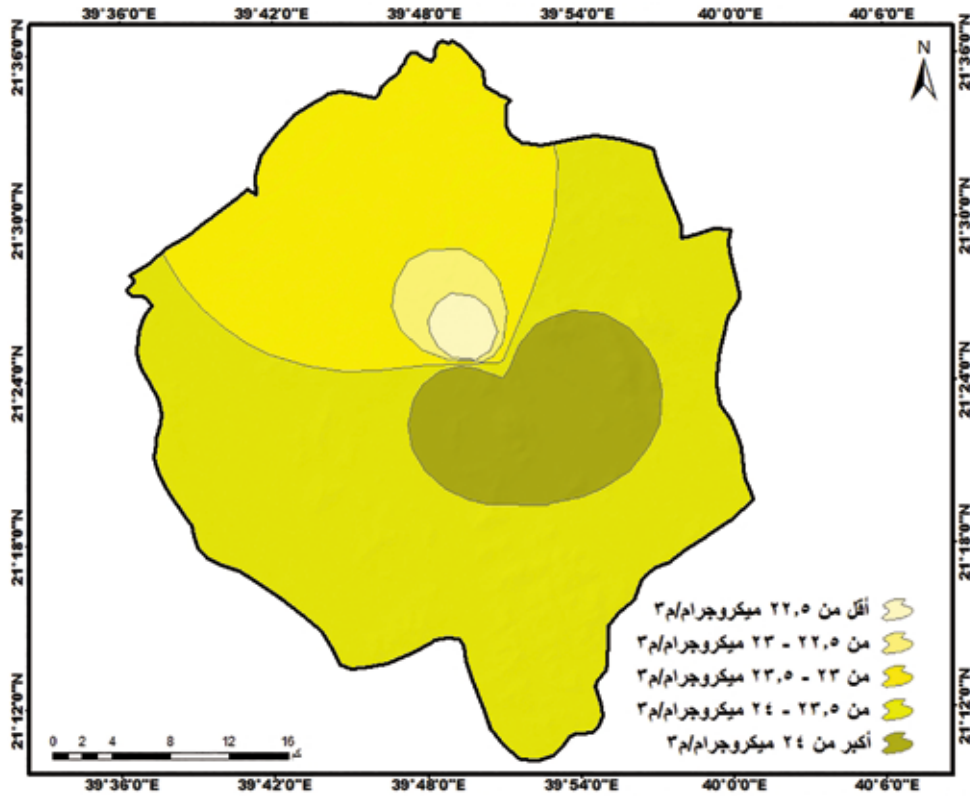 39°36'0"E 39°42'0"E 39°48'0"E 39°54'0"E 40°0'0"E 40°6'0"E
N
21°36'0"N 21°36'0"N
21°30'0"N 21°30'0"N
21°24'0"N 21°24'0"N
21°18'0"N 21°18'0"N
21°12'0"N 21°12'0"N
أقل من ٢٢,٥ ميكروجرام/م٣
من ٢٢,٥ - ٢٣ ميكروجرام/م٣
من ٢٣ - ٢٣,٥ ميكروجرام/م٣
من ٢٣,٥ - ٢٤ ميكروجرام/م٣
أكبر من ٢٤ ميكروجرام/م٣
0 2 4 8 12 16
39°36'0"E 39°42'0"E 39°48'0"E 39°54'0"E 40°0'0"E 40°6'0"E